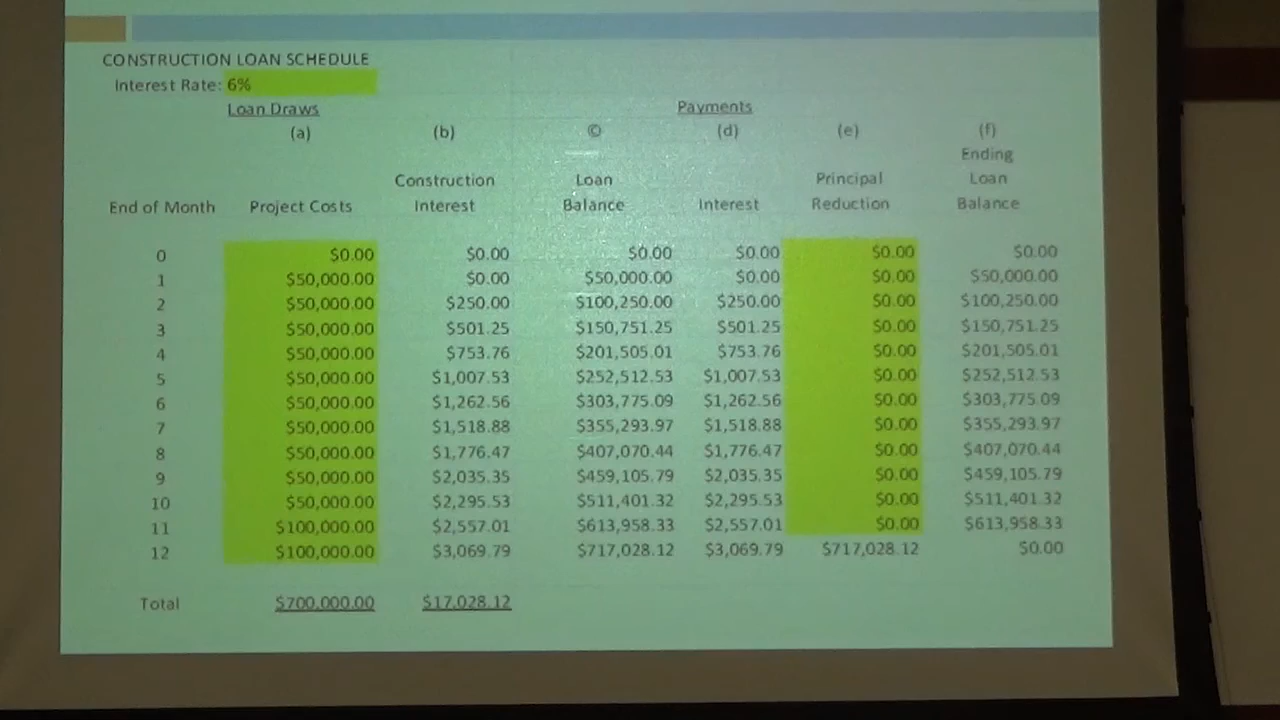 CONSTRUCTION LOAN SCHEDULE
Interest Rate: 6%
Loan Draws Payments
(a) (b) © (d) (e) (f)
Ending
Construction Loan Principal Loan
End of Month Project Costs Interest Balance Interest Reduction Balance
0 $0.00 $0.00 $0.00 $0.00 $0.00 $0.00
1 $50,000.00 $0.00 $50,000.00 $0.00 $0.00 $50,000.00
2 $50,000.00 $250.00 $100,250.00 $250.00 $0.00 $100,250.00
3 $50,000.00 $501.25 $150,751.25 $501.25 $0.00 $150,751.25
4 $50,000.00 $753.76 $201,505.01 $753.76 $0.00 $201,505.01
5 $50,000.00 $1,007.53 $252,512.53 $1,007.53 $0.00 $252,512.53
6 $50,000.00 $1,262.56 $303,775.09 $1,262.56 $0.00 $303,775.09
7 $50,000.00 $1,518.88 $355,293.97 $1,518.88 $0.00 $355,293.97
8 $50,000.00 $1,776.47 $407,070.44 $1,776.47 $0.00 $407,070.44
9 $50,000.00 $2,035.35 $459,105.79 $2,035.35 $0.00 $459,105.79
10 $50,000.00 $2,295.53 $511,401.32 $2,295.53 $0.00 $511,401.32
11 $100,000.00 $2,557.01 $613,958.33 $2,557.01 $0.00 $613,958.33
12 $100,000.00 $3,069.79 $717,028.12 $3,069.79 $717,028.12 $0.00
Total $700,000.00 $17,028.12